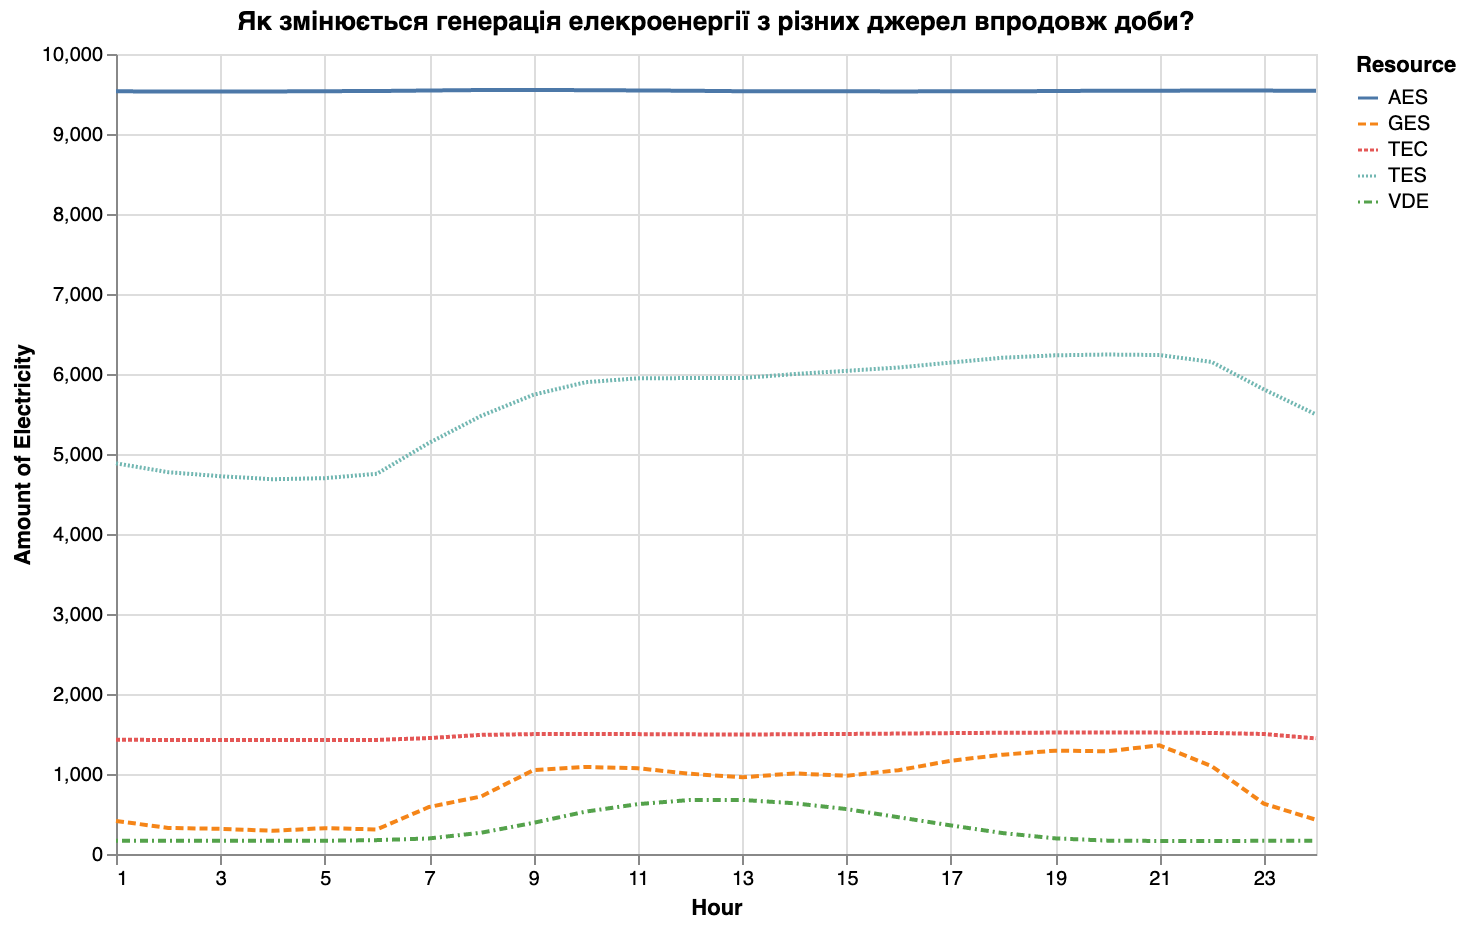 Як змінюється генерація елекроенергії з різних джерел впродовж доби?
10,000
9,000
8,000
7,000
6,000
5,000
4,000
3,000
2,000
1,000
0
Amount of Electricity
1 3 5 7 9 11 13 15 17 19 21 23
Hour
Resource
AES
GES
TEC
TES
VDE